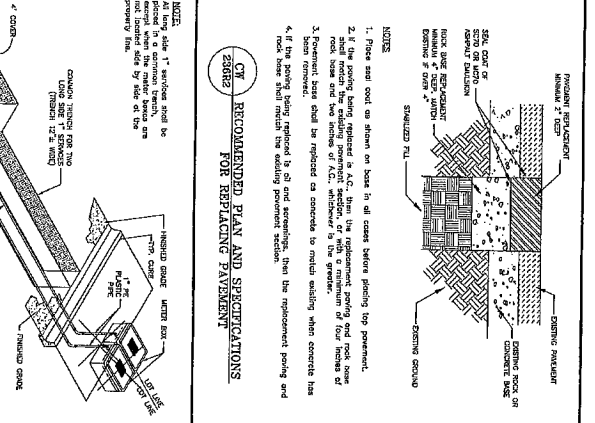 PAVEMENT REPLACEMENT
MINIMUM 2" DEEP
SEAL COAT OF
SC70 OR MC70
ASPALT EMULSION
ROCK BASE REPLACEMENT
MINIMUM 4" DEEP, MATCH
EXISTING IF OVER 4"
STABILIZED FILL
EXISTING PAVEMENT
EXISTING ROCK OR
CONCRETE BASE
EXISTING GROUND
NOTES
1. Place seal coat as shown on base in all cases before placing top pavement.
2. If the paving being replaced is A.C., then the replacement paving and rock base
shall match the existing pavement section, or with a minimum of four inches of
rock base and two inches of A.C., whichever is the greater.
3. Pavement base shall be replaced as concrete to match existing when concrete has
been removed.
4. If the paving being replaced is oil and screenings, then the replacement paving and
rock base shall match the existing pavement section.
CW
236R2
RECOMMENDED PLAN AND SPECIFICATIONS
FOR REPLACING PAVEMENT
NOTE:
All long side 1" services shall be
placed in a common trench,
except when the meter boxes are
not located side by side at the
property line.
4' COVER
COMMON TRENCH FOR TWO
LONG SIDE 1" SERVICES
(TRENCH 12"± WIDE)
FINISHED GRADE
TYP. CURB
1" PE
PLASTIC
PIPE
METER BOX
LOT LINE
LOT LINE
FINISHED GRADE